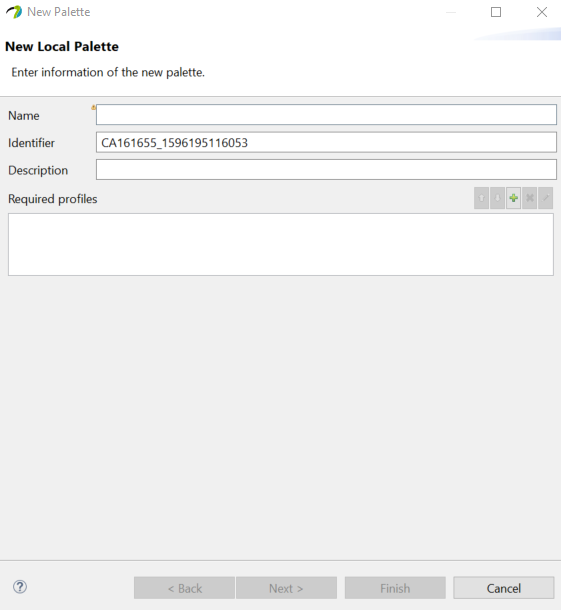 New Palette
New Local Palette
Enter information of the new palette.
Name
Identifier CA161655_1596195116053
Description
Required profiles
< Back Next > Finish Cancel